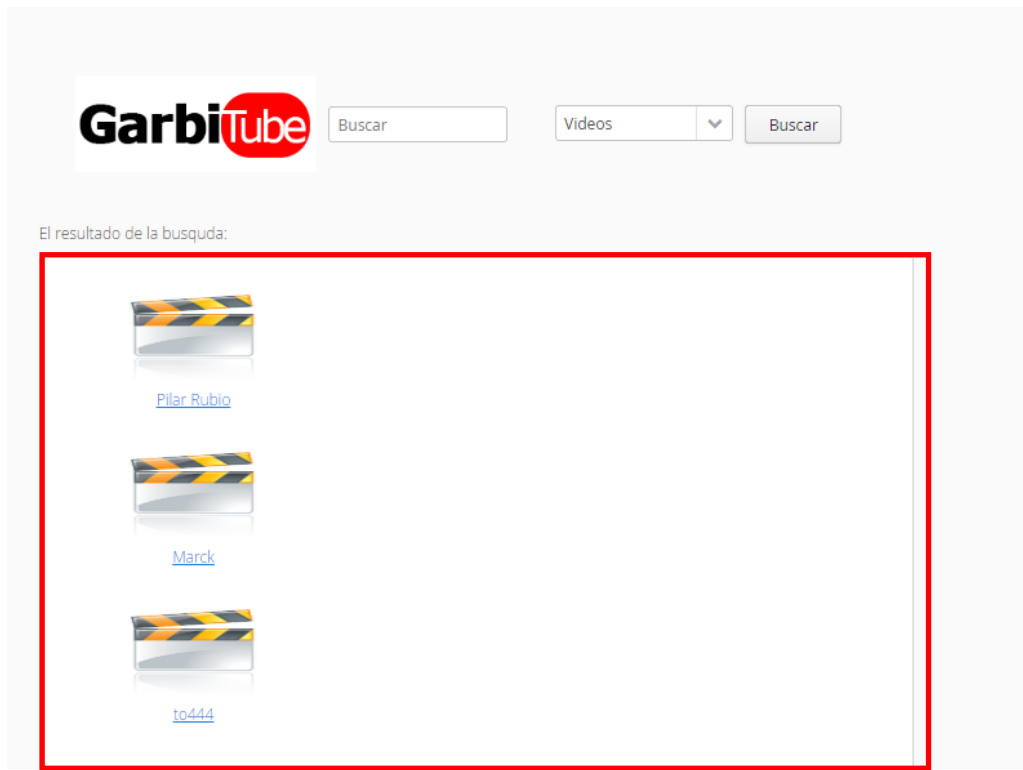 GarbiTube
Buscar
Videos
Buscar
El resultado de la busquda:
Pilar Rubio
Marck
to444